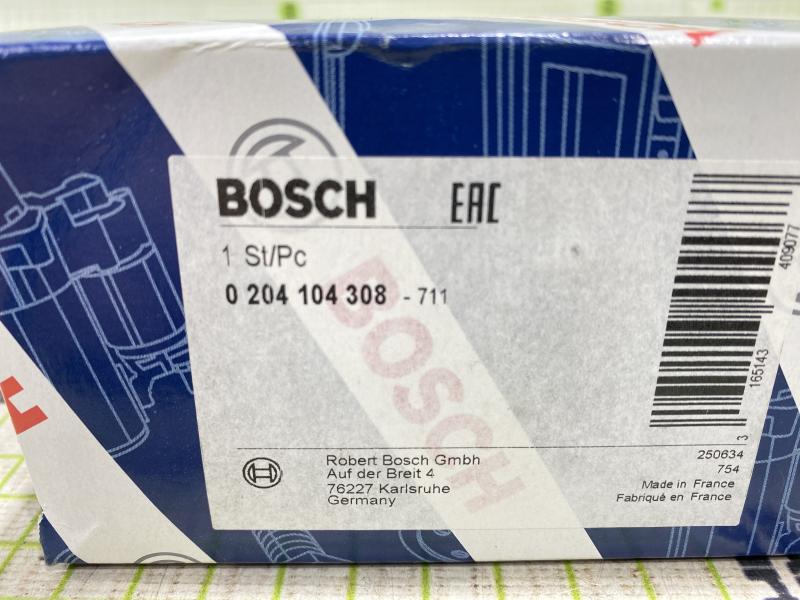 BOSCH EAC
1 St/Pc
0 204 104 308 - 711
BOSCH
3 165143 409077
Robert Bosch Gmbh
Auf der Breit 4
76227 Karlsruhe
Germany
250634
754
Made in France
Fabriqué en France